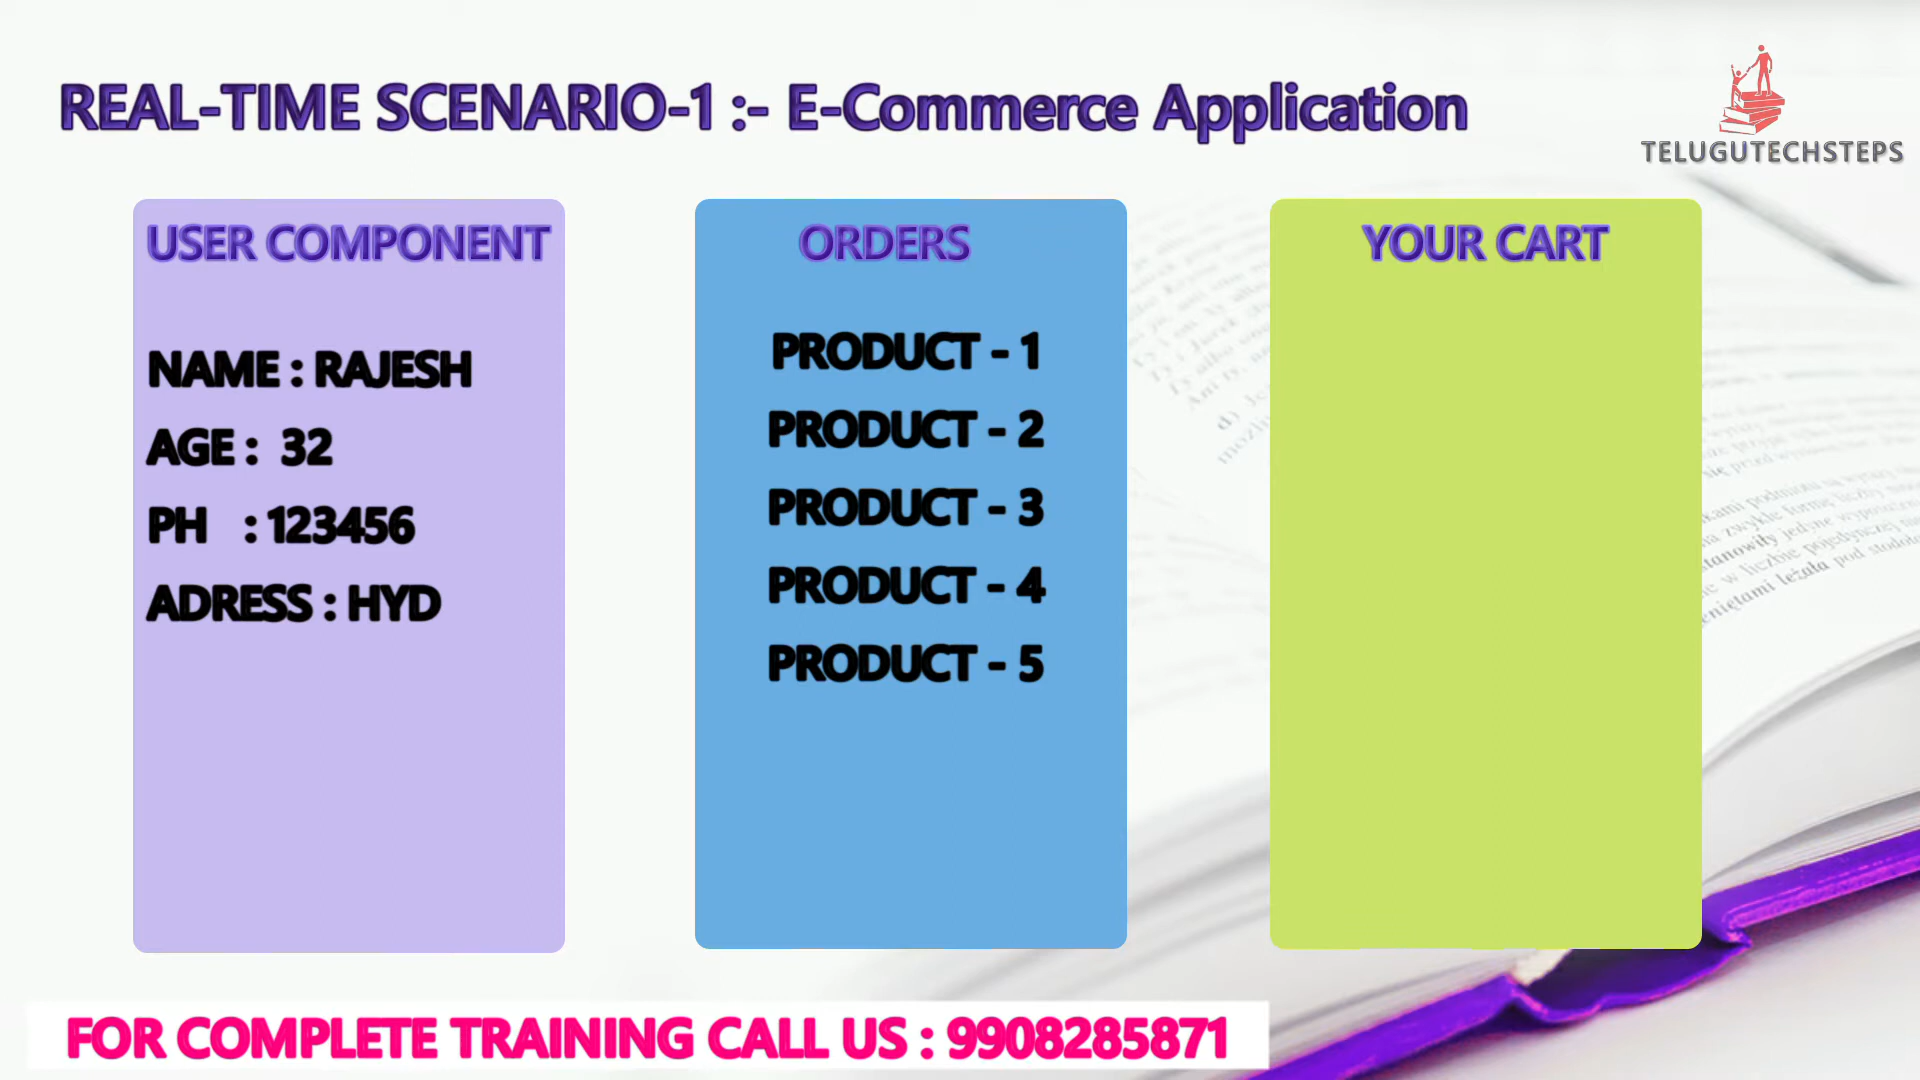 REAL-TIME SCENARIO-1 :- E-Commerce Application
TELUGUTECHSTEPS
USER COMPONENT
NAME : RAJESH
AGE : 32
PH : 123456
ADRESS : HYD
ORDERS
PRODUCT - 1
PRODUCT - 2
PRODUCT - 3
PRODUCT - 4
PRODUCT - 5
YOUR CART
FOR COMPLETE TRAINING CALL US : 9908285871